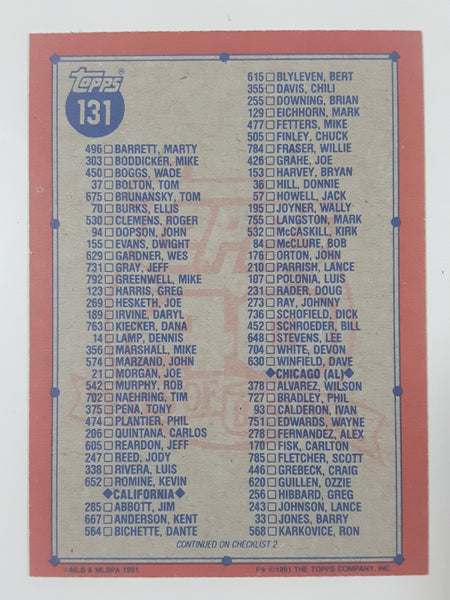 Topps®
131
496 BARRETT, MARTY
303 BODDICKER, MIKE
450 BOGGS, WADE
37 BOLTON, TOM
675 BRUNANSKY, TOM
70 BURKS, ELLIS
530 CLEMENS, ROGER
94 DOPSON, JOHN
155 EVANS, DWIGHT
629 GARDNER, WES
731 GRAY, JEFF
792 GREENWELL, MIKE
123 HARRIS, GREG
269 HESKETH, JOE
189 IRVINE, DARYL
763 KIECKER, DANA
14 LAMP, DENNIS
356 MARSHALL, MIKE
574 MARZANO, JOHN
21 MORGAN, JOE
542 MURPHY, ROB
702 NAEHRING, TIM
375 PENA, TONY
474 PLANTIER, PHIL
206 QUINTANA, CARLOS
605 REARDON, JEFF
247 REED, JODY
338 RIVERA, LUIS
652 ROMINE, KEVIN
CALIFORNIA
285 ABBOTT, JIM
667 ANDERSON, KENT
564 BICHETTE, DANTE
615 BLYLEVEN, BERT
355 DAVIS, CHILI
255 DOWNING, BRIAN
129 EICHHORN, MARK
477 FETTERS, MIKE
505 FINLEY, CHUCK
784 FRASER, WILLIE
426 GRAHE, JOE
153 HARVEY, BRYAN
36 HILL, DONNIE
57 HOWELL, JACK
195 JOYNER, WALLY
755 LANGSTON, MARK
532 McCASKILL, KIRK
84 McCLURE, BOB
176 ORTON, JOHN
210 PARRISH, LANCE
107 POLONIA, LUIS
231 RADER, DOUG
273 RAY, JOHNNY
736 SCHOFIELD, DICK
452 SCHROEDER, BILL
648 STEVENS, LEE
704 WHITE, DEVON
630 WINFIELD, DAVE
CHICAGO (AL)
378 ALVAREZ, WILSON
727 BRADLEY, PHIL
93 CALDERON, IVAN
751 EDWARDS, WAYNE
278 FERNANDEZ, ALEX
170 FISK, CARLTON
785 FLETCHER, SCOTT
446 GREBECK, CRAIG
620 GUILLEN, OZZIE
256 HIBBARD, GREG
243 JOHNSON, LANCE
33 JONES, BARRY
568 KARKOVICE, RON
CONTINUED ON CHECKLIST 2
©MLB & MLBPA 1991
F* ©1991 THE TOPPS COMPANY, INC.